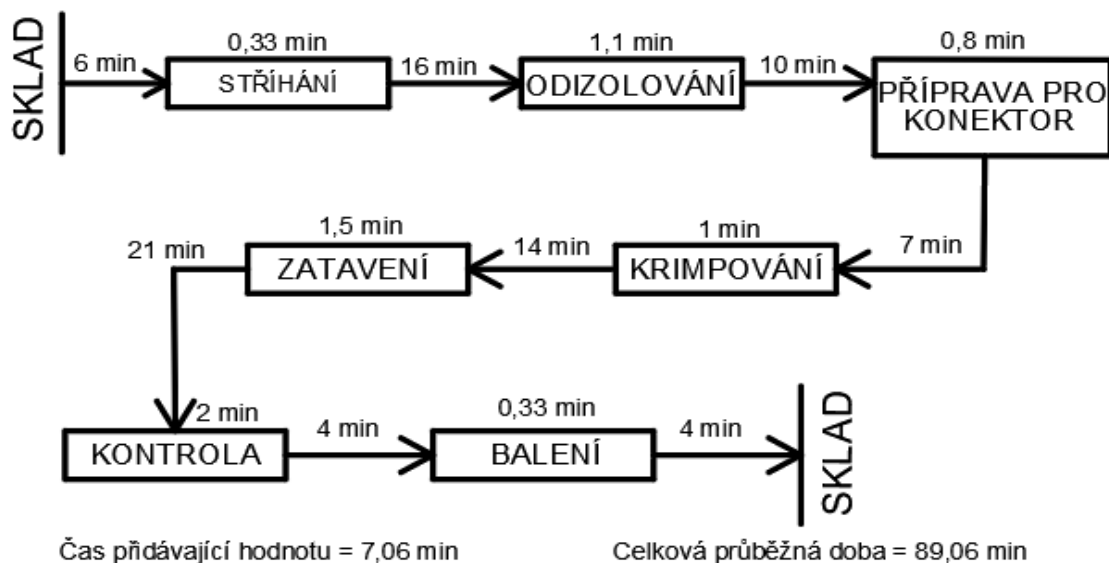 SKLAD
6 min
0,33 min
STŘÍHÁNÍ
16 min
1,1 min
ODIZOLOVÁNÍ
10 min
0,8 min
PŘÍPRAVA PRO
KONEKTOR
7 min
1 min
KRIMPOVÁNÍ
14 min
1,5 min
ZATAVENÍ
21 min
2 min
KONTROLA
4 min
0,33 min
BALENÍ
4 min
SKLAD
Čas přidávající hodnotu = 7,06 min
Celková průběžná doba = 89,06 min